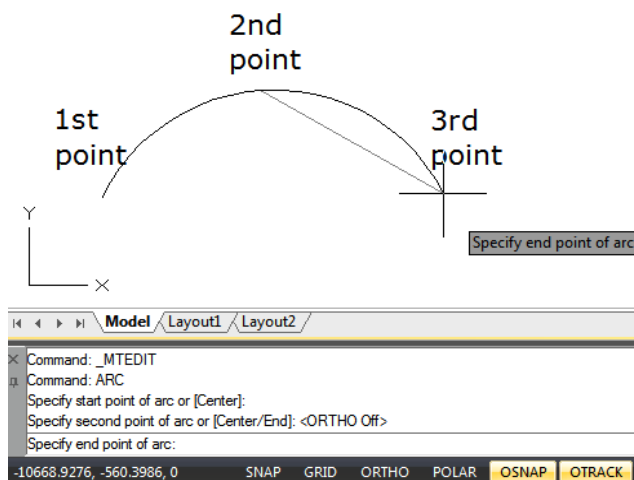 2nd
point
1st
point
3rd
point
Y
X
Specify end point of arc
Model Layout1 Layout2
Command: _MTEDIT
Command: ARC
Specify start point of arc or [Center]:
Specify second point of arc or [Center/End]: <ORTHO Off>
Specify end point of arc:
-10668.9276, -560.3986, 0 SNAP GRID ORTHO POLAR OSNAP OTRACK